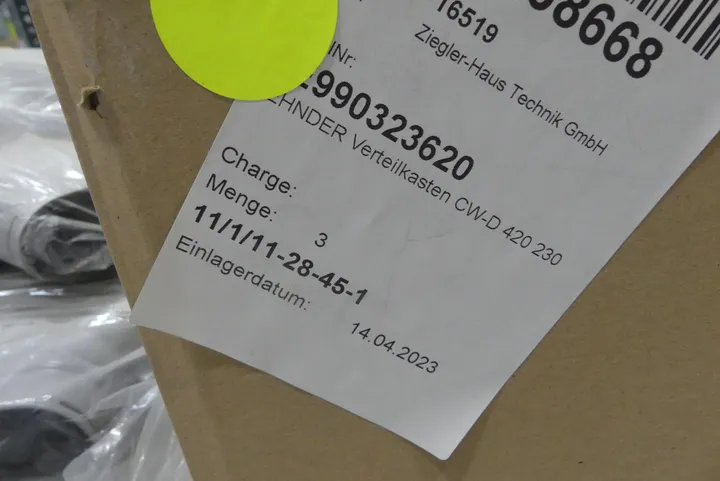 8668
16519
Ziegler-Haus Technik GmbH
Nr:
-990323620
EHNDER Verteilkasten CW-D 420 230
Charge:
Menge: 3
11/1/11-28-45-1
Einlagerdatum: 14.04.2023